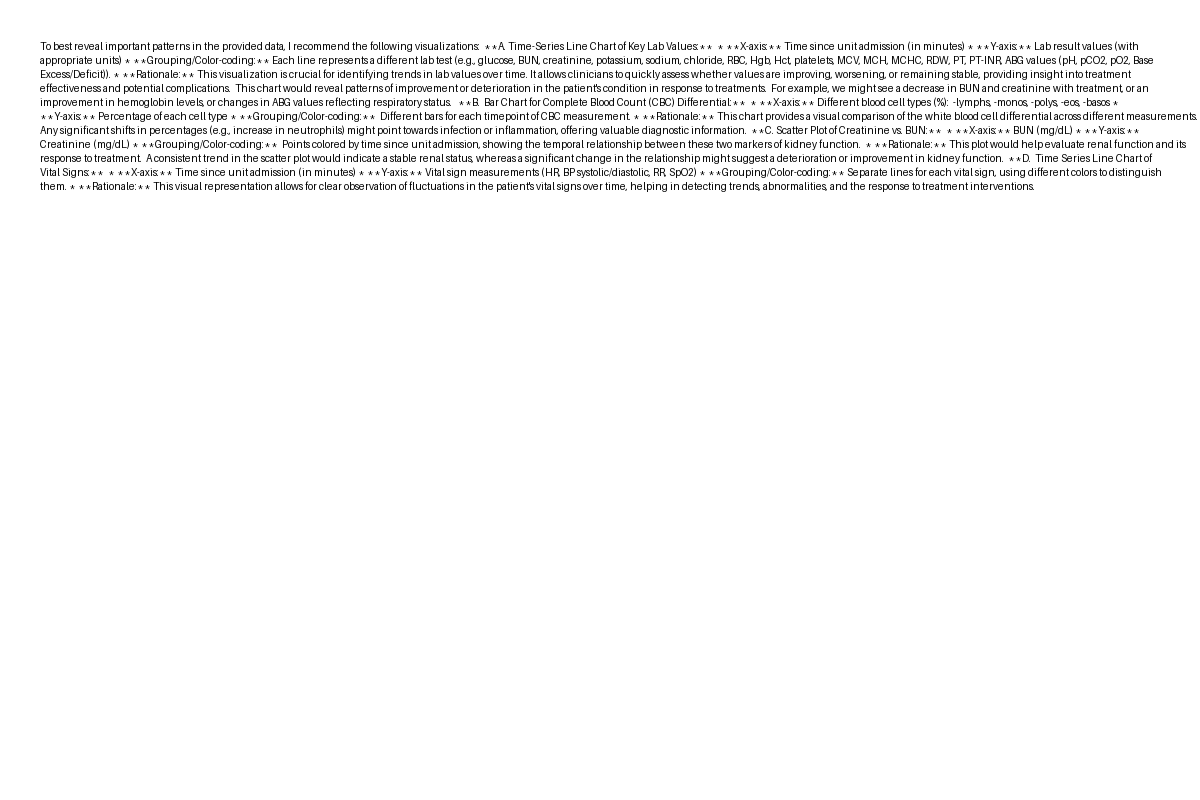 To best reveal important patterns in the provided data, I recommend the following visualizations:  **A. Time-Series Line Chart of Key Lab Values:**  * **X-axis:** Time since unit admission (in minutes) * **Y-axis:** Lab result values (with
appropriate units) * **Grouping/Color-coding:** Each line represents a different lab test (e.g., glucose, BUN, creatinine, potassium, sodium, chloride, RBC, Hgb, Hct, platelets, MCV, MCH, MCHC, RDW, PT, PT-INR, ABG values (pH, pCO2, pO2, Base
Excess/Deficit)).  * **Rationale:** This visualization is crucial for identifying trends in lab values over time. It allows clinicians to quickly assess whether values are improving, worsening, or remaining stable, providing insight into treatment
effectiveness and potential complications.  This chart would reveal patterns of improvement or deterioration in the patient's condition in response to treatments.  For example, we might see a decrease in BUN and creatinine with treatment, or an
improvement in hemoglobin levels, or changes in ABG values reflecting respiratory status.   **B.  Bar Chart for Complete Blood Count (CBC) Differential:**  * **X-axis:** Different blood cell types (%):  -lymphs, -monos, -polys, -eos, -basos *
**Y-axis:** Percentage of each cell type * **Grouping/Color-coding:**  Different bars for each timepoint of CBC measurement. * **Rationale:** This chart provides a visual comparison of the white blood cell differential across different measurements.
Any significant shifts in percentages (e.g., increase in neutrophils) might point towards infection or inflammation, offering valuable diagnostic information.  **C. Scatter Plot of Creatinine vs. BUN:**  * **X-axis:** BUN (mg/dL) * **Y-axis:**
Creatinine (mg/dL) * **Grouping/Color-coding:**  Points colored by time since unit admission, showing the temporal relationship between these two markers of kidney function.  * **Rationale:** This plot would help evaluate renal function and its
response to treatment.  A consistent trend in the scatter plot would indicate a stable renal status, whereas a significant change in the relationship might suggest a deterioration or improvement in kidney function.  **D.  Time Series Line Chart of
Vital Signs:**  * **X-axis:** Time since unit admission (in minutes) * **Y-axis:** Vital sign measurements (HR, BP systolic/diastolic, RR, SpO2) * **Grouping/Color-coding:** Separate lines for each vital sign, using different colors to distinguish
them. * **Rationale:** This visual representation allows for clear observation of fluctuations in the patient's vital signs over time, helping in detecting trends, abnormalities, and the response to treatment interventions.